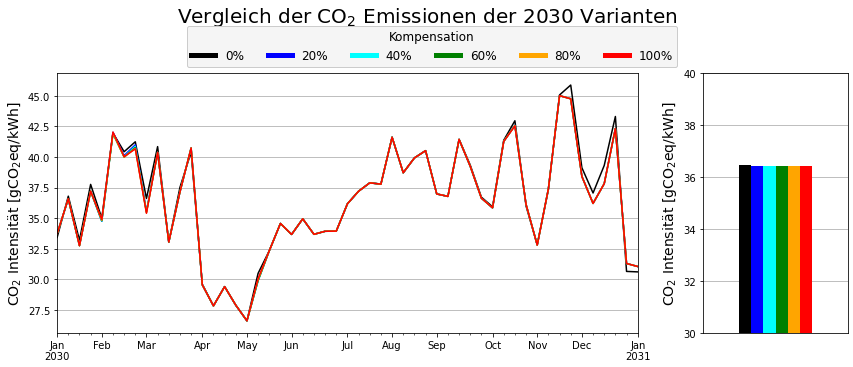 Vergleich der CO₂ Emissionen der 2030 Varianten
Kompensation
0% 20% 40% 60% 80% 100%
CO₂ Intensität [gCO₂eq/kWh]
45.0
42.5
40.0
37.5
35.0
32.5
30.0
27.5
Jan Feb Mar Apr May Jun Jul Aug Sep Oct Nov Dec Jan
2030 2031
CO₂ Intensität [gCO₂eq/kWh]
40
38
36
34
32
30